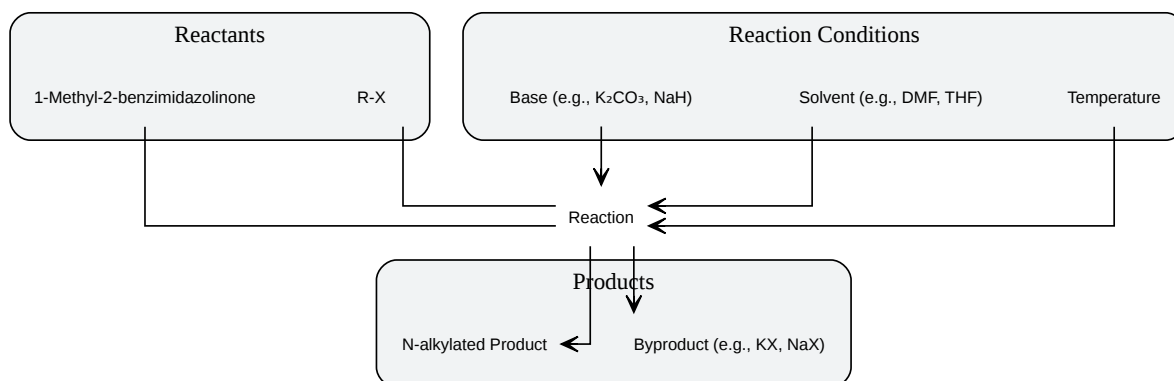 Reactants
Reaction Conditions
1-Methyl-2-benzimidazolinone
R-X
Base (e.g., K₂CO₃, NaH)
Solvent (e.g., DMF, THF)
Temperature
Reaction
Products
N-alkylated Product
Byproduct (e.g., KX, NaX)